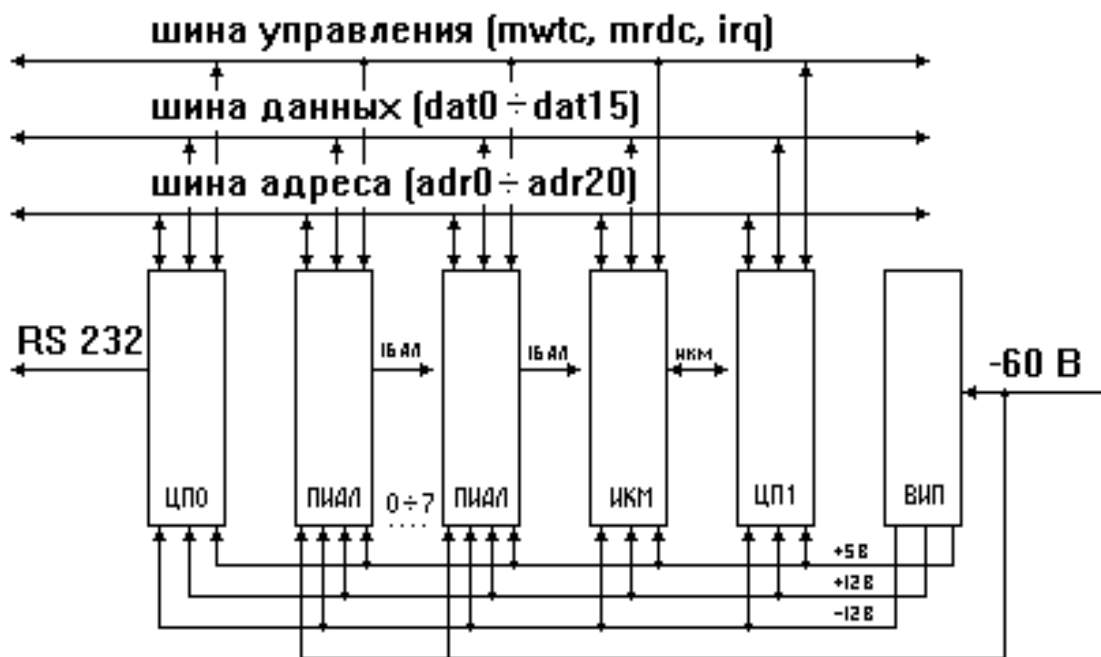 шина управления (mwtc, mrdc, irq)
шина данных (dat0 ÷ dat15)
шина адреса (adr0 ÷ adr20)
RS 232
16 АЛ
16 АЛ
ИКМ
-60 В
ЦП0
ПИАЛ
0÷7
.....
ПИАЛ
ИКМ
ЦП1
ВИП
+5 В
+12 В
-12 В